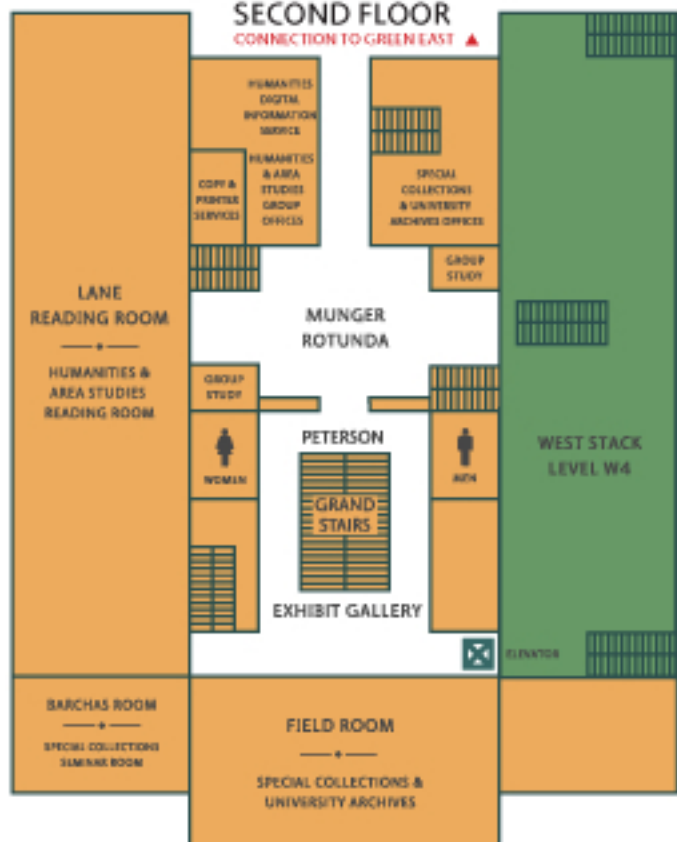 SECOND FLOOR
CONNECTION TO GREEN EAST
HUMANITIES
DIGITAL
INFORMATION
SERVICE
HUMANITIES
& AREA
STUDIES
GROUP
OFFICES
COPY &
PRINTER
SERVICES
SPECIAL
COLLECTIONS
& UNIVERSITY
ARCHIVES OFFICES
GROUP
STUDY
LANE
READING ROOM
HUMANITIES &
AREA STUDIES
READING ROOM
MUNGER
ROTUNDA
GROUP
STUDY
WOMEN
PETERSON
GRAND
STAIRS
EXHIBIT GALLERY
MEN
WEST STACK
LEVEL W4
ELEVATOR
BARCHAS ROOM
SPECIAL COLLECTIONS
SEMINAR ROOM
FIELD ROOM
SPECIAL COLLECTIONS &
UNIVERSITY ARCHIVES